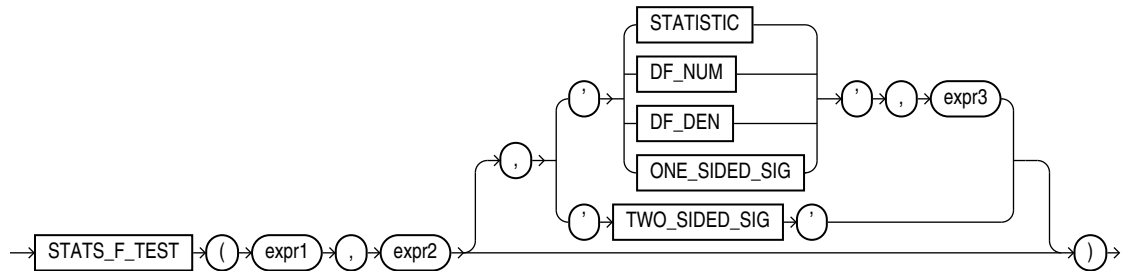 STATISTIC
DF_NUM
' DF_DEN ' , expr3
,
ONE_SIDED_SIG
' TWO_SIDED_SIG '
STATS_F_TEST ( expr1 , expr2 )